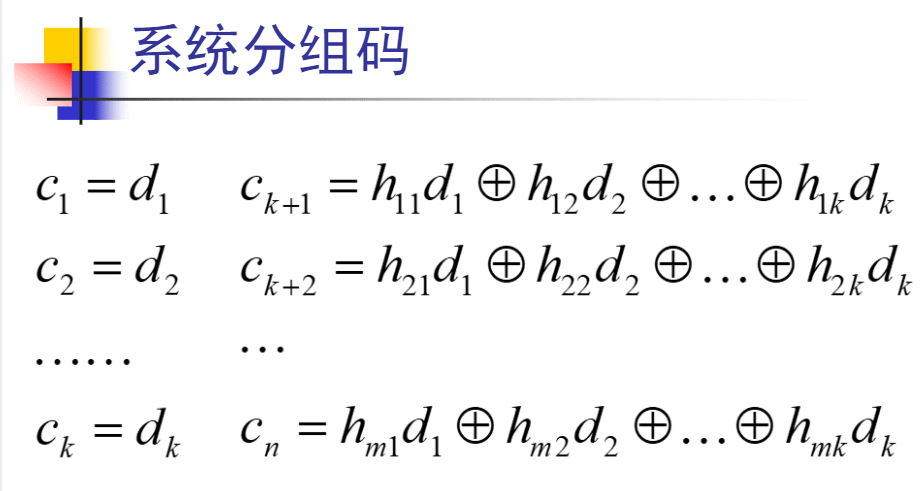 系统分组码
c₁ = d₁  c_{k+1} = h₁₁d₁ ⊕ h₁₂d₂ ⊕ … ⊕ h_{1k}d_k
c₂ = d₂  c_{k+2} = h₂₁d₁ ⊕ h₂₂d₂ ⊕ … ⊕ h_{2k}d_k
……  …
c_k = d_k  c_n = h_{m1}d₁ ⊕ h_{m2}d₂ ⊕ … ⊕ h_{mk}d_k